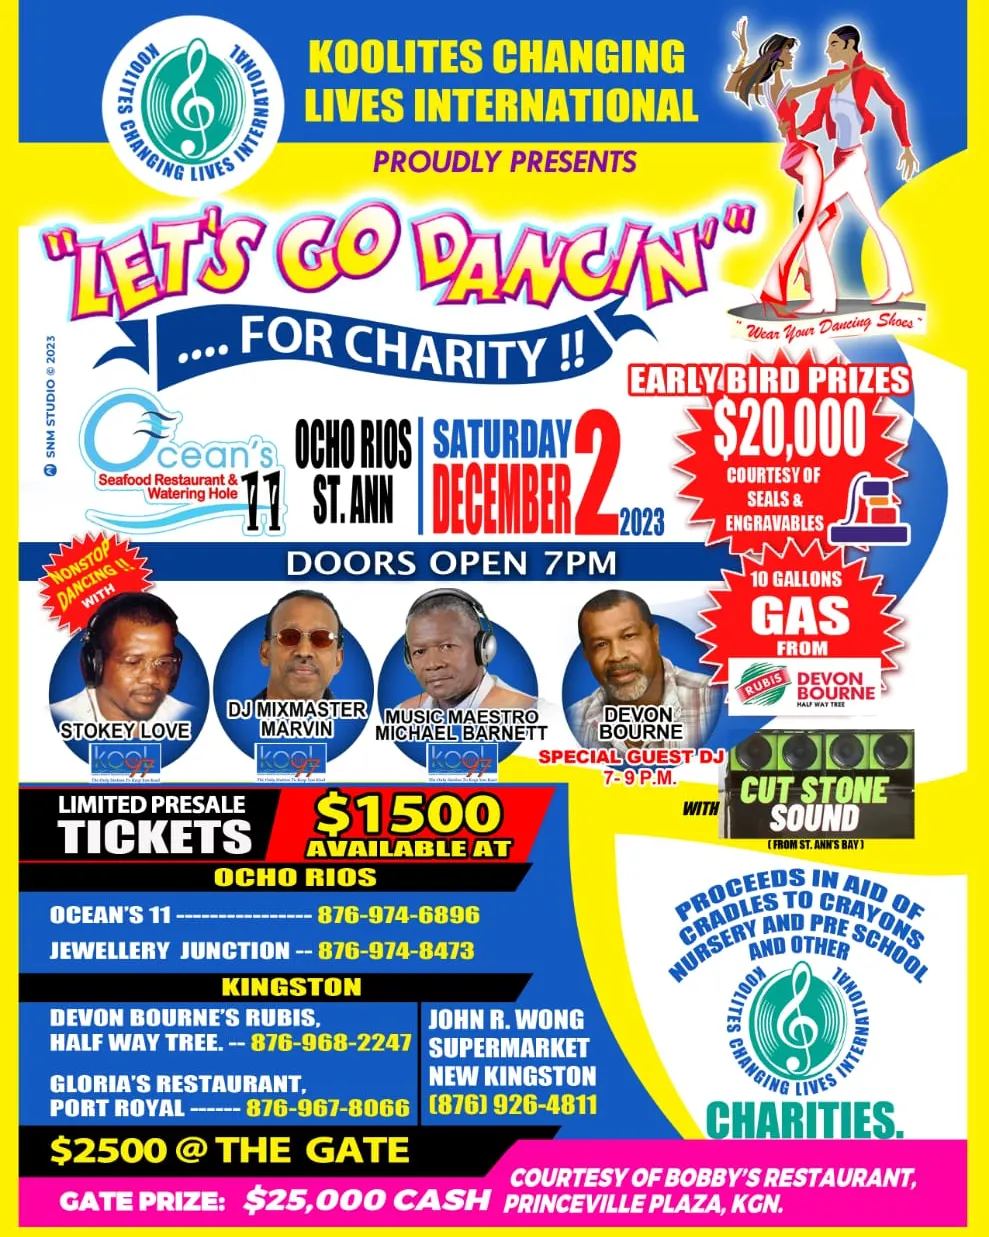 KOOLITES CHANGING LIVES INTERNATIONAL
KOOLITES CHANGING
LIVES INTERNATIONAL
PROUDLY PRESENTS
"LET'S GO DANCIN'"
.... FOR CHARITY !!
" Wear Your Dancing Shoes "
SNM STUDIO © 2023
Ocean's
Seafood Restaurant &
Watering Hole
11
OCHO RIOS
ST. ANN
SATURDAY
DECEMBER
2
2023
EARLY BIRD PRIZES
$20,000
COURTESY OF
SEALS &
ENGRAVABLES
DOORS OPEN 7PM
10 GALLONS
GAS
FROM
RUBIS
DEVON
BOURNE
HALF WAY TREE
NONSTOP
DANCING !!
WITH
STOKEY LOVE
kool 97
DJ MIXMASTER
MARVIN
kool 97
MUSIC MAESTRO
MICHAEL BARNETT
kool 97
DEVON
BOURNE
SPECIAL GUEST DJ
7- 9 P.M.
WITH
CUT STONE
SOUND
( FROM ST. ANN'S BAY )
LIMITED PRESALE
TICKETS
$1500
AVAILABLE AT
OCHO RIOS
OCEAN'S 11 ---------------- 876-974-6896
JEWELLERY JUNCTION -- 876-974-8473
KINGSTON
DEVON BOURNE'S RUBIS,
HALF WAY TREE. -- 876-968-2247
GLORIA'S RESTAURANT,
PORT ROYAL ------ 876-967-8066
JOHN R. WONG
SUPERMARKET
NEW KINGSTON
(876) 926-4811
PROCEEDS IN AID OF
CRADLES TO CRAYONS
NURSERY AND PRE SCHOOL
AND OTHER
KOOLITES CHANGING LIVES INTERNATIONAL
CHARITIES.
$2500 @ THE GATE
GATE PRIZE: $25,000 CASH
COURTESY OF BOBBY'S RESTAURANT,
PRINCEVILLE PLAZA, KGN.